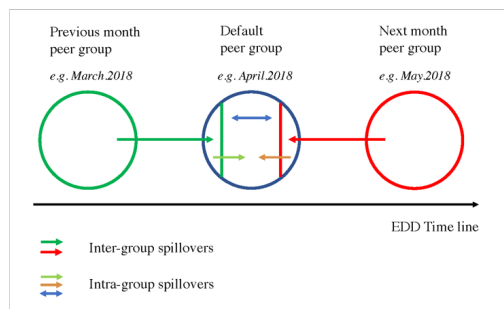 Previous month
peer group
e.g. March.2018
Default
peer group
e.g. April.2018
Next month
peer group
e.g. May.2018
EDD Time line
Inter-group spillovers
Intra-group spillovers